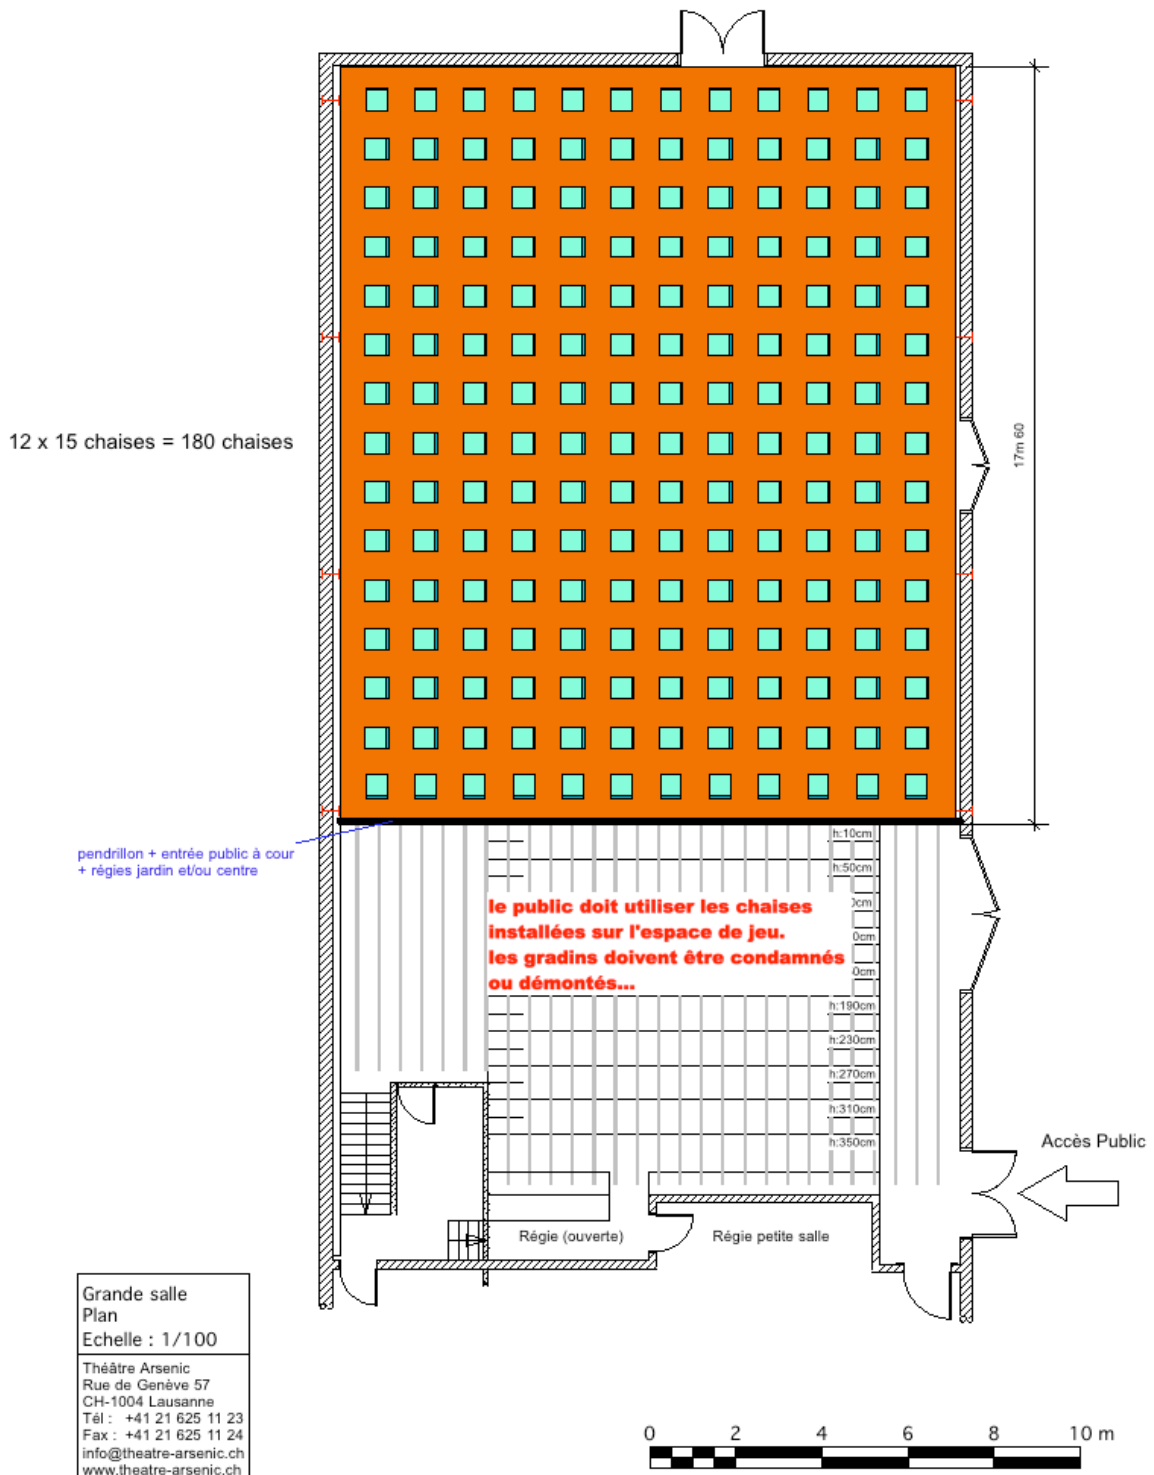 12 x 15 chaises = 180 chaises
17m 60
pendrillon + entrée public à cour
+ régies jardin et/ou centre
h:10cm
h:50cm
le public doit utiliser les chaises
installées sur l'espace de jeu.
les gradins doivent être condamnés
ou démontés...
0cm
0cm
h:190cm
h:230cm
h:270cm
h:310cm
h:350cm
Accès Public
Régie (ouverte)
Régie petite salle
Grande salle
Plan
Echelle : 1/100
Théâtre Arsenic
Rue de Genève 57
CH-1004 Lausanne
Tél : +41 21 625 11 23
Fax : +41 21 625 11 24
info@theatre-arsenic.ch
www.theatre-arsenic.ch
0 2 4 6 8 10 m